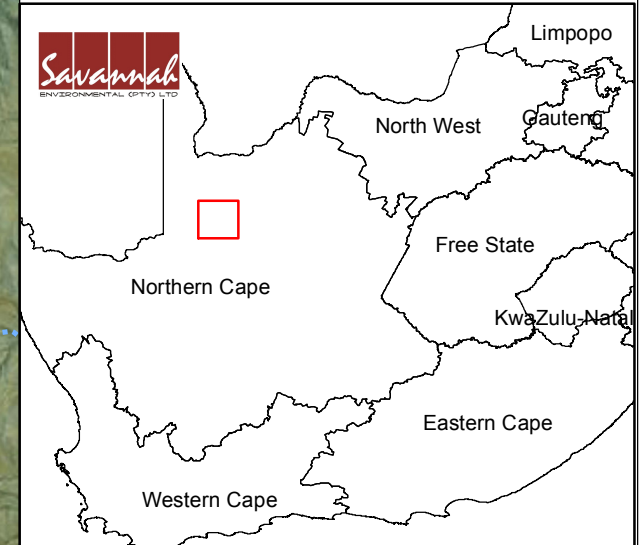 Savannah
ENVIRONMENTAL (PTY) LTD
Limpopo
North West
Gauteng
Free State
Northern Cape
KwaZulu-Natal
Eastern Cape
Western Cape